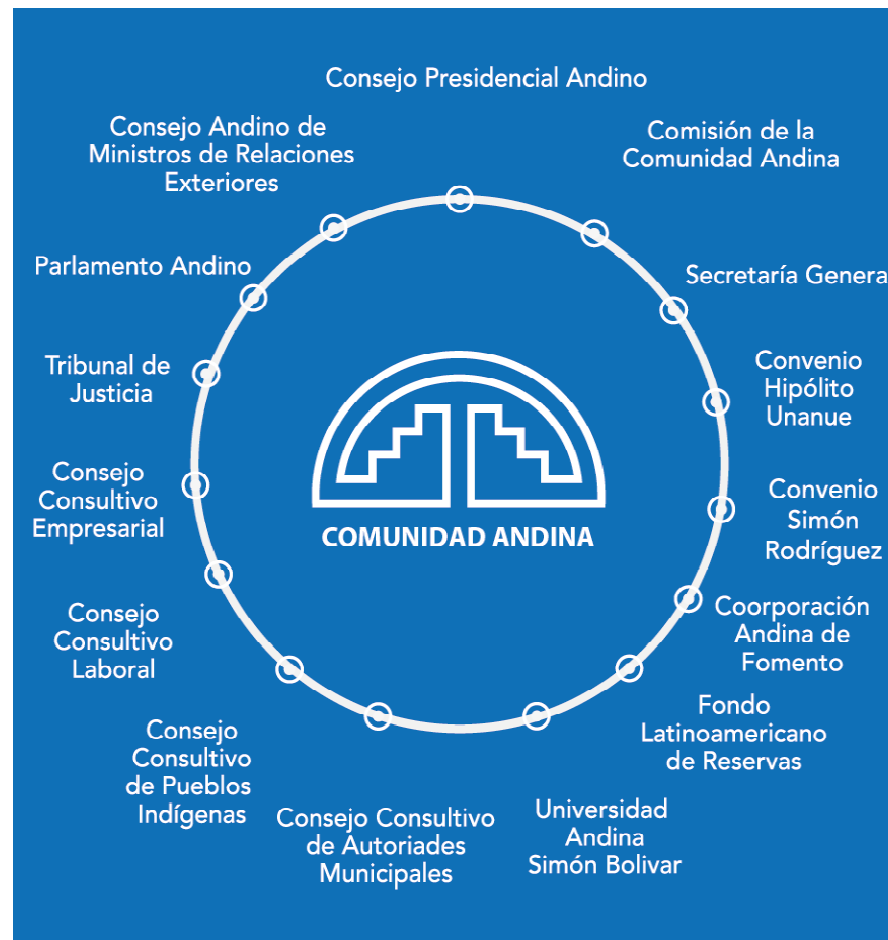 Consejo Presidencial Andino
Comisión de la
Comunidad Andina
Secretaría Genera
Convenio
Hipólito
Unanue
Convenio
Simón
Rodríguez
Coorporación
Andina de
Fomento
Fondo
Latinoamericano
de Reservas
Universidad
Andina
Simón Bolivar
Consejo Consultivo
de Autoriades
Municipales
Consejo
Consultivo
de Pueblos
Indígenas
Consejo
Consultivo
Laboral
Consejo
Consultivo
Empresarial
Tribunal de
Justicia
Parlamento Andino
Consejo Andino de
Ministros de Relaciones
Exteriores
COMUNIDAD ANDINA